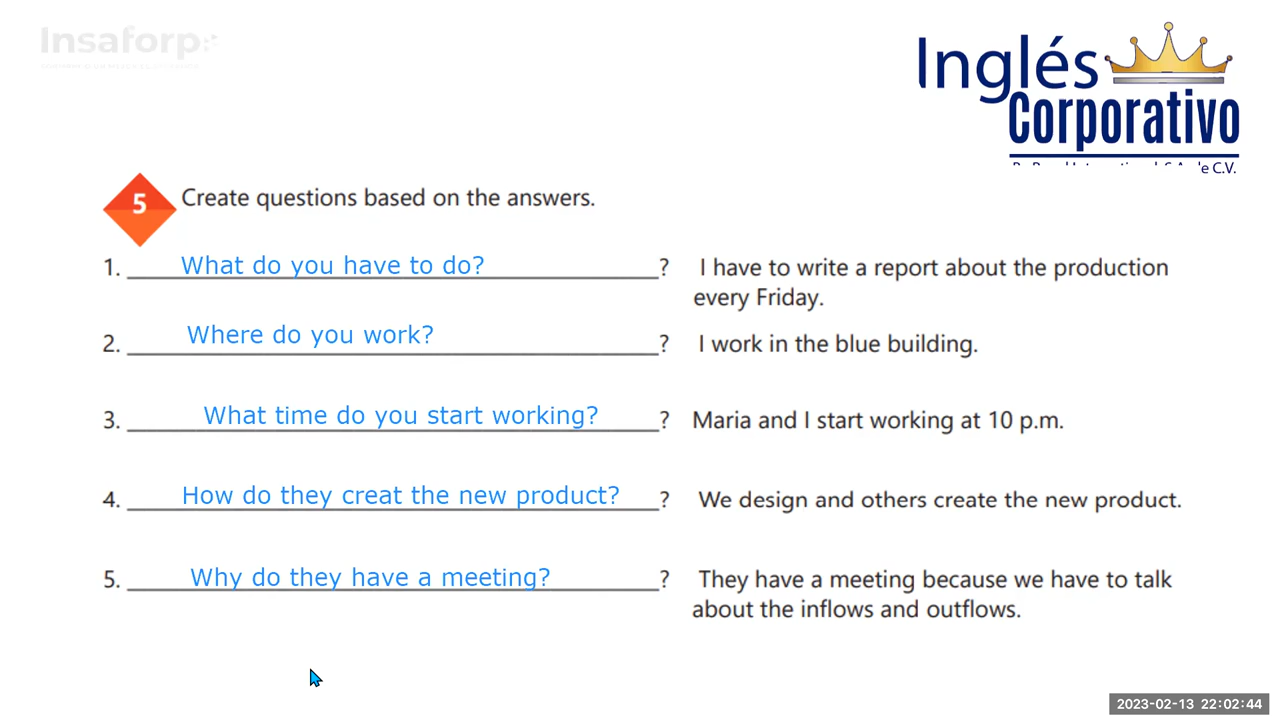 Insaforp
Inglés
Corporativo
C.V.
5 Create questions based on the answers.
1. What do you have to do? ? I have to write a report about the production
every Friday.
2. Where do you work? ? I work in the blue building.
3. What time do you start working? ? Maria and I start working at 10 p.m.
4. How do they creat the new product? ? We design and others create the new product.
5. Why do they have a meeting? ? They have a meeting because we have to talk
about the inflows and outflows.
2023-02-13 22:02:44